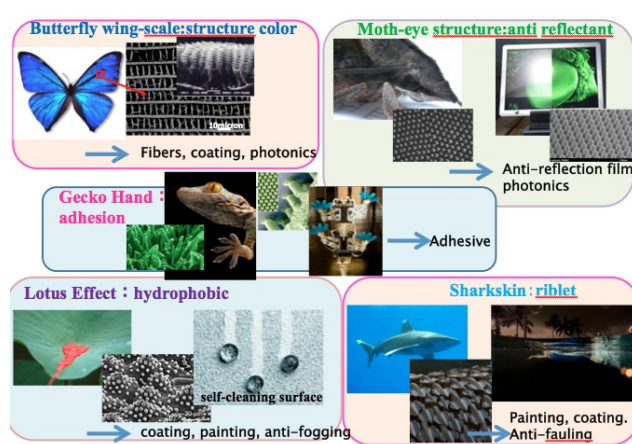 Butterfly wing-scale:structure color
10micron
Fibers, coating, photonics
Moth-eye structure:anti reflectant
Anti-reflection film
photonics
Gecko Hand：
adhesion
Adhesive
Lotus Effect：hydrophobic
self-cleaning surface
coating, painting, anti-fogging
Sharkskin：riblet
Painting, coating.
Anti-fauling